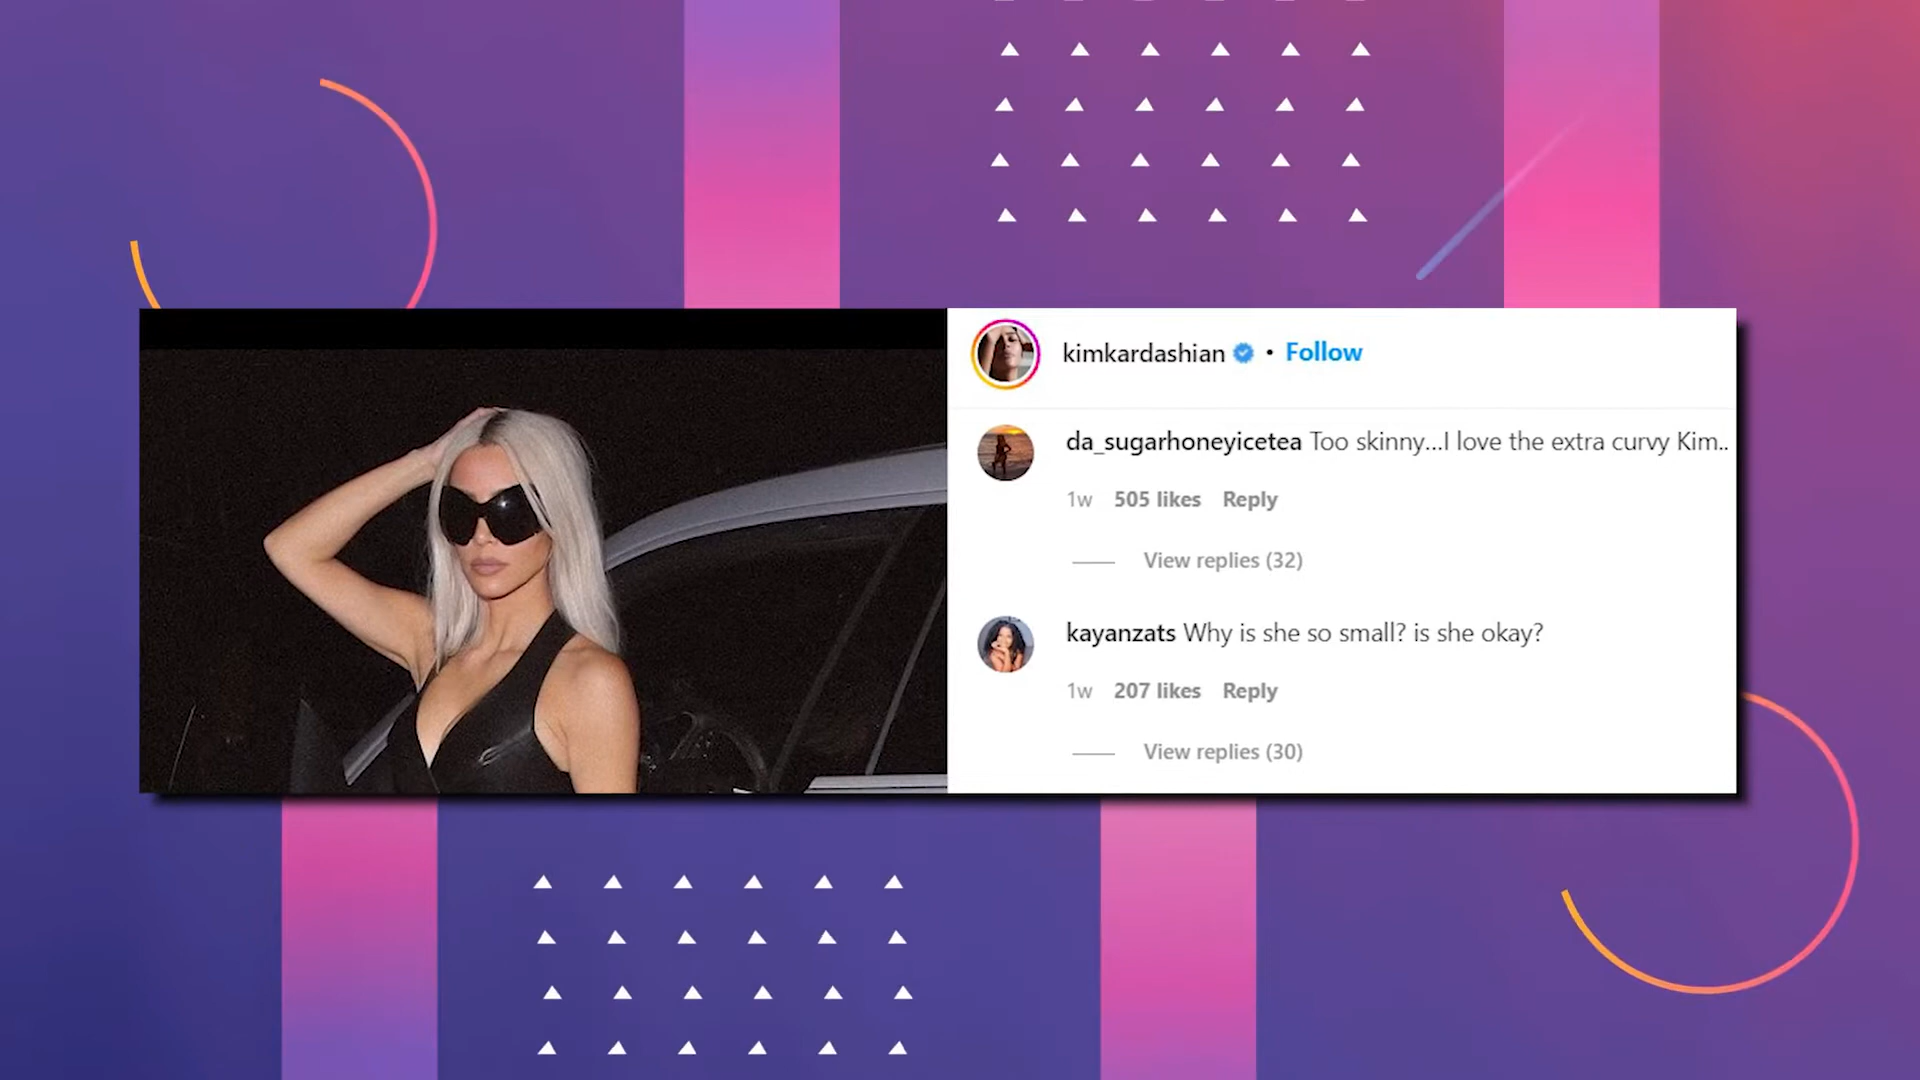 kimkardashian • Follow
da_sugarhoneyicetea Too skinny...I love the extra curvy Kim..
1w 505 likes Reply
View replies (32)
kayanzats Why is she so small? is she okay?
1w 207 likes Reply
View replies (30)